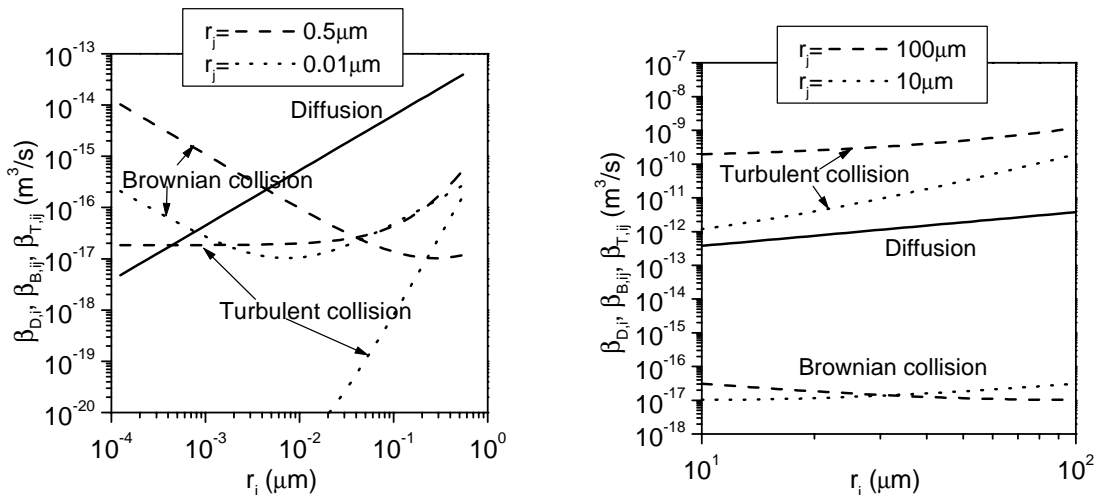 r_j= 0.5μm
r_j= 0.01μm
10^-13
10^-14
10^-15
10^-16
10^-17
10^-18
10^-19
10^-20
β_D,i, β_B,ij, β_T,ij (m^3/s)
Diffusion
Brownian collision
Turbulent collision
10^-4
10^-3
10^-2
10^-1
10^0
r_i (μm)
r_j= 100μm
r_j= 10μm
10^-7
10^-8
10^-9
10^-10
10^-11
10^-12
10^-13
10^-14
10^-15
10^-16
10^-17
10^-18
β_D,i, β_B,ij, β_T,ij (m^3/s)
Turbulent collision
Diffusion
Brownian collision
10^1
10^2
r_i (μm)